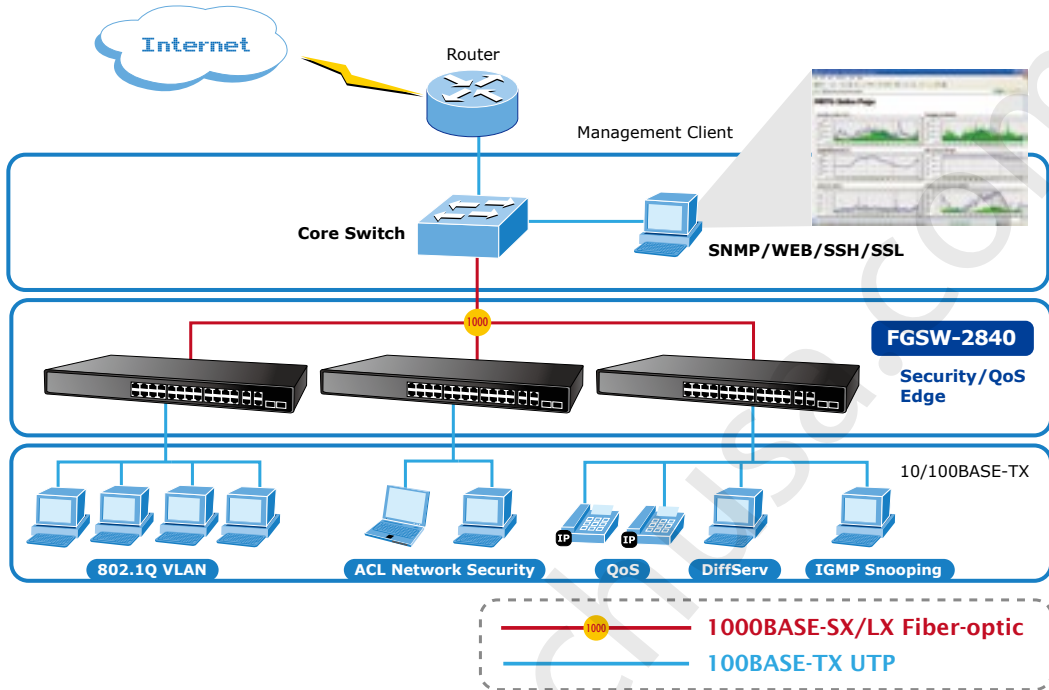 Internet
Router
Management Client
Core Switch
SNMP/WEB/SSH/SSL
1000
FGSW-2840
Security/QoS
Edge
10/100BASE-TX
IP
IP
802.1Q VLAN
ACL Network Security
QoS
DiffServ
IGMP Snooping
1000
1000BASE-SX/LX Fiber-optic
100BASE-TX UTP
chusa.com